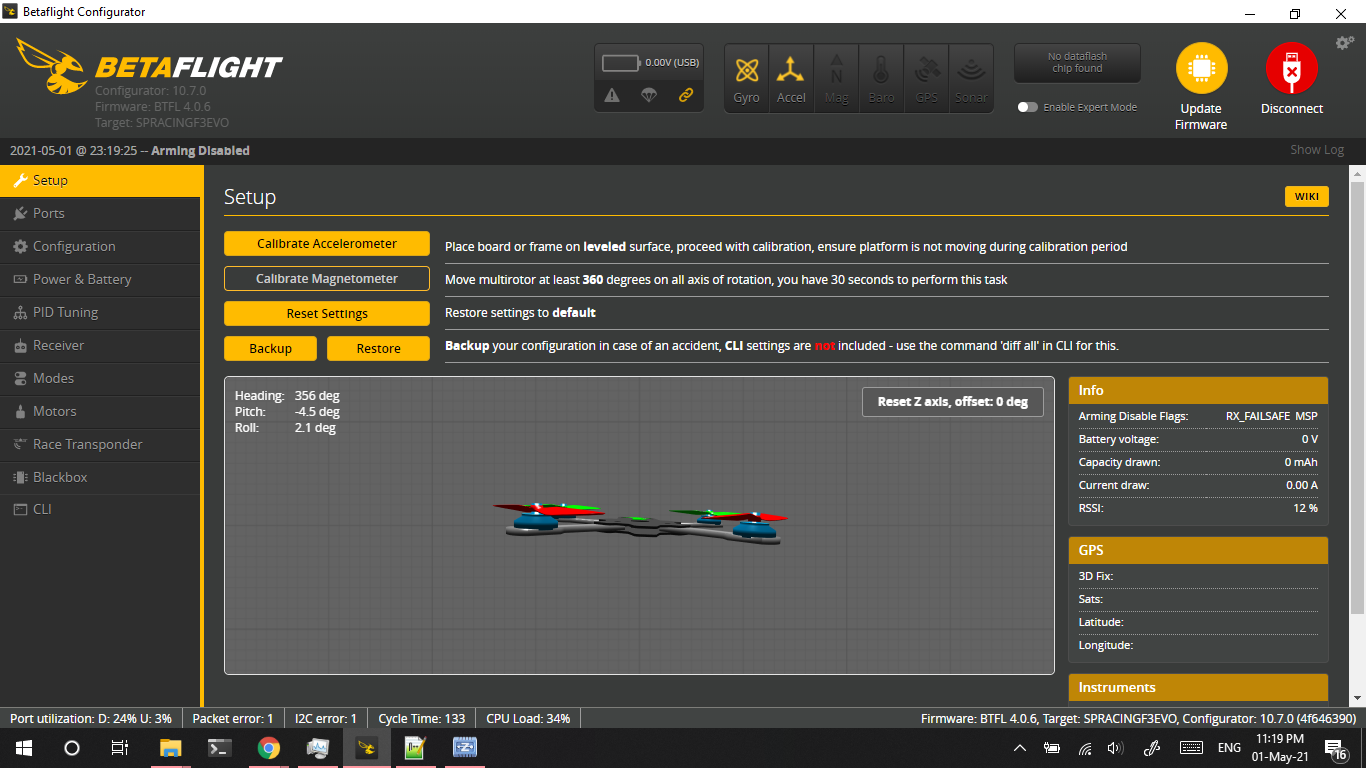 Betaflight Configurator
BETAFLIGHT
Configurator: 10.7.0
Firmware: BTFL 4.0.6
Target: SPRACINGF3EVO
0.00V (USB)
Gyro Accel Mag Baro GPS Sonar
No dataflash
chip found
Enable Expert Mode
Update
Firmware
Disconnect
2021-05-01 @ 23:19:25 -- Arming Disabled
Show Log
Setup
Ports
Configuration
Power & Battery
PID Tuning
Receiver
Modes
Motors
Race Transponder
Blackbox
CLI
Setup
WIKI
Calibrate Accelerometer
Place board or frame on leveled surface, proceed with calibration, ensure platform is not moving during calibration period
Calibrate Magnetometer
Move multirotor at least 360 degrees on all axis of rotation, you have 30 seconds to perform this task
Reset Settings
Restore settings to default
Backup Restore
Backup your configuration in case of an accident, CLI settings are not included - use the command 'diff all' in CLI for this.
Heading: 356 deg
Pitch: -4.5 deg
Roll: 2.1 deg
Reset Z axis, offset: 0 deg
Info
Arming Disable Flags: RX_FAILSAFE MSP
Battery voltage: 0 V
Capacity drawn: 0 mAh
Current draw: 0.00 A
RSSI: 12 %
GPS
3D Fix:
Sats:
Latitude:
Longitude:
Instruments
Port utilization: D: 24% U: 3% Packet error: 1 I2C error: 1 Cycle Time: 133 CPU Load: 34%
Firmware: BTFL 4.0.6, Target: SPRACINGF3EVO, Configurator: 10.7.0 (4f646390)
ENG
11:19 PM
01-May-21
16